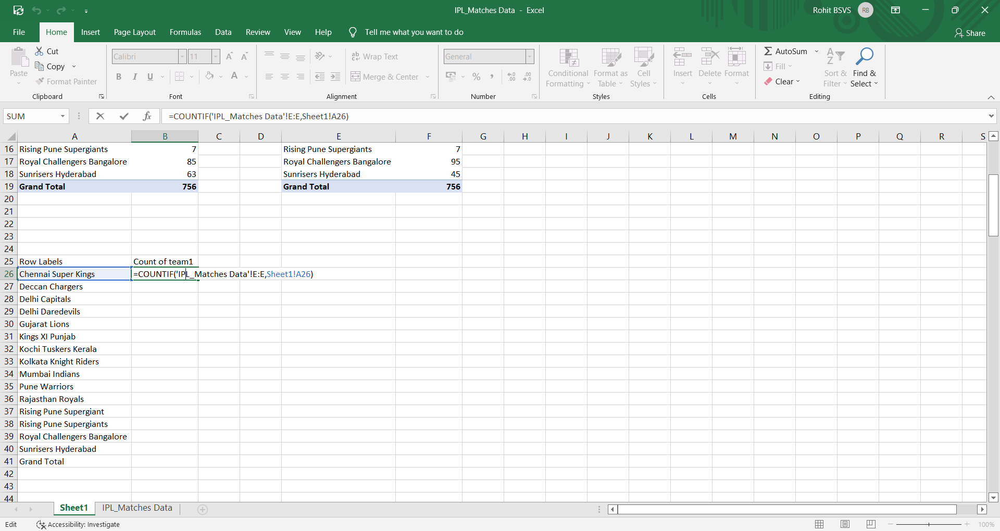 IPL_Matches Data - Excel
Rohit BSVS RB
File Home Insert Page Layout Formulas Data Review View Help Tell me what you want to do Share
Paste Cut Copy Format Painter Clipboard
Calibri 11 A A B I U A Font
ab Wrap Text Merge & Center Alignment
General % , .00 .00 Number
Conditional Formatting Format as Table Cell Styles Styles
Insert Delete Format Cells
AutoSum Fill Clear Sort & Filter Find & Select Editing
SUM fx =COUNTIF('IPL_Matches Data'!E:E,Sheet1!A26)
A B C D E F G H I J K L M N O P Q R S
16 Rising Pune Supergiants 7 Rising Pune Supergiants 7
17 Royal Challengers Bangalore 85 Royal Challengers Bangalore 95
18 Sunrisers Hyderabad 63 Sunrisers Hyderabad 45
19 Grand Total 756 Grand Total 756
20
21
22
23
24
25 Row Labels Count of team1
26 Chennai Super Kings =COUNTIF('IPL_Matches Data'!E:E,Sheet1!A26)
27 Deccan Chargers
28 Delhi Capitals
29 Delhi Daredevils
30 Gujarat Lions
31 Kings XI Punjab
32 Kochi Tuskers Kerala
33 Kolkata Knight Riders
34 Mumbai Indians
35 Pune Warriors
36 Rajasthan Royals
37 Rising Pune Supergiant
38 Rising Pune Supergiants
39 Royal Challengers Bangalore
40 Sunrisers Hyderabad
41 Grand Total
42
43
44
Sheet1 IPL_Matches Data
Edit Accessibility: Investigate 100%